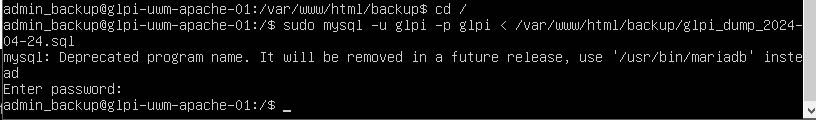 admin_backup@glpi-uwm-apache-01:/var/www/html/backup$ cd /
admin_backup@glpi-uwm-apache-01:/$ sudo mysql -u glpi -p glpi < /var/www/html/backup/glpi_dump_2024-
04-24.sql
mysql: Deprecated program name. It will be removed in a future release, use '/usr/bin/mariadb' inste
ad
Enter password:
admin_backup@glpi-uwm-apache-01:/$ _